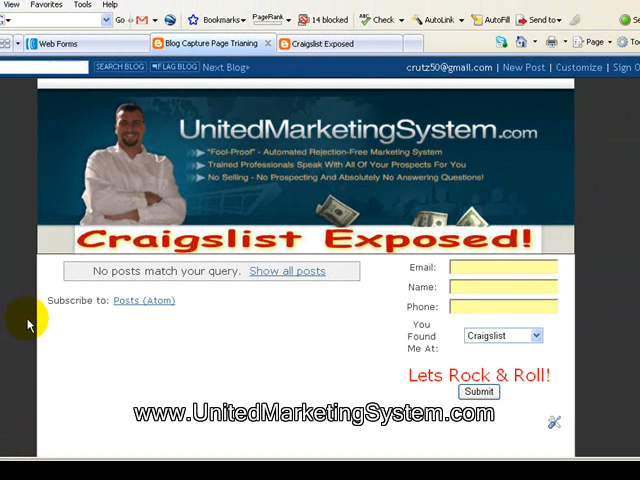 View Favorites Tools Help
Go Bookmarks PageRank 14 blocked Check AutoLink AutoFill Send to
Web Forms Blog Capture Page Trianing Craigslist Exposed Page
SEARCH BLOG FLAG BLOG Next Blog» crutz50@gmail.com | New Post | Customize | Sign O
UnitedMarketingSystem.com
"Fool-Proof" - Automated Rejection-Free Marketing System
Trained Professionals Speak With All Of Your Prospects For You
No Selling - No Prospecting And Absolutely No Answering Questions!
Craigslist Exposed!
No posts match your query. Show all posts
Subscribe to: Posts (Atom)
Email:
Name:
Phone:
You
Found
Me At:
Craigslist
Lets Rock & Roll!
Submit
www.UnitedMarketingSystem.com